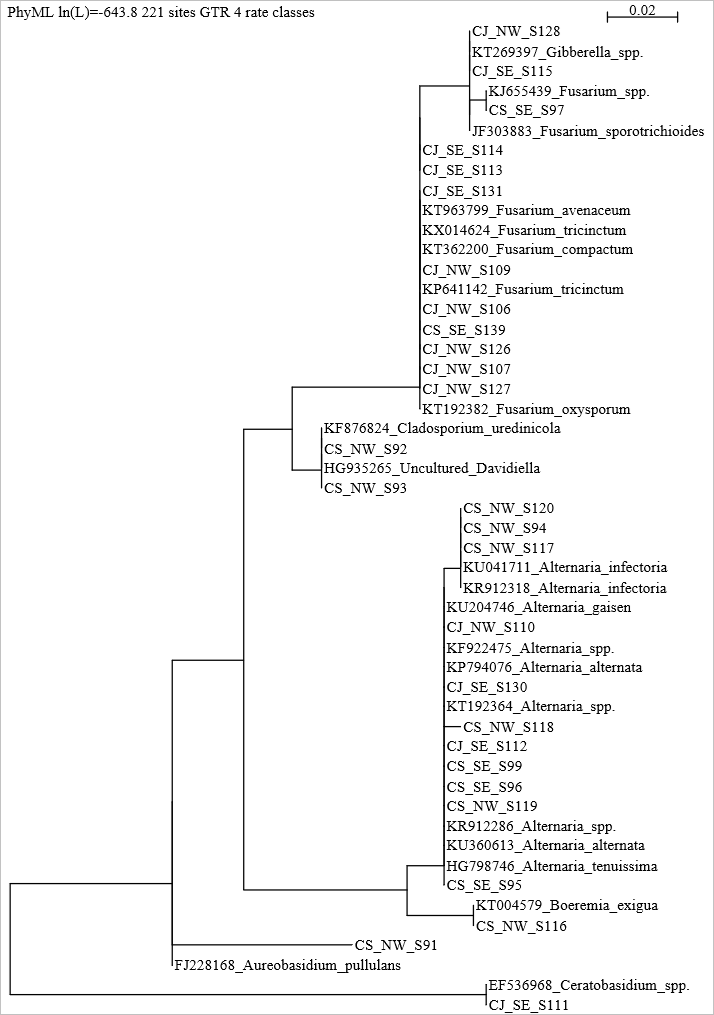 PhyML ln(L)=-643.8 221 sites GTR 4 rate classes
0.02
CJ_NW_S128
KT269397_Gibberella_spp.
CJ_SE_S115
KJ655439_Fusarium_spp.
CS_SE_S97
JF303883_Fusarium_sporotrichioides
CJ_SE_S114
CJ_SE_S113
CJ_SE_S131
KT963799_Fusarium_avenaceum
KX014624_Fusarium_tricinctum
KT362200_Fusarium_compactum
CJ_NW_S109
KP641142_Fusarium_tricinctum
CJ_NW_S106
CS_SE_S139
CJ_NW_S126
CJ_NW_S107
CJ_NW_S127
KT192382_Fusarium_oxysporum
KF876824_Cladosporium_uredinicola
CS_NW_S92
HG935265_Uncultured_Davidiella
CS_NW_S93
CS_NW_S120
CS_NW_S94
CS_NW_S117
KU041711_Alternaria_infectoria
KR912318_Alternaria_infectoria
KU204746_Alternaria_gaisen
CJ_NW_S110
KF922475_Alternaria_spp.
KP794076_Alternaria_alternata
CJ_SE_S130
KT192364_Alternaria_spp.
CS_NW_S118
CJ_SE_S112
CS_SE_S99
CS_SE_S96
CS_NW_S119
KR912286_Alternaria_spp.
KU360613_Alternaria_alternata
HG798746_Alternaria_tenuissima
CS_SE_S95
KT004579_Boeremia_exigua
CS_NW_S116
CS_NW_S91
FJ228168_Aureobasidium_pullulans
EF536968_Ceratobasidium_spp.
CJ_SE_S111